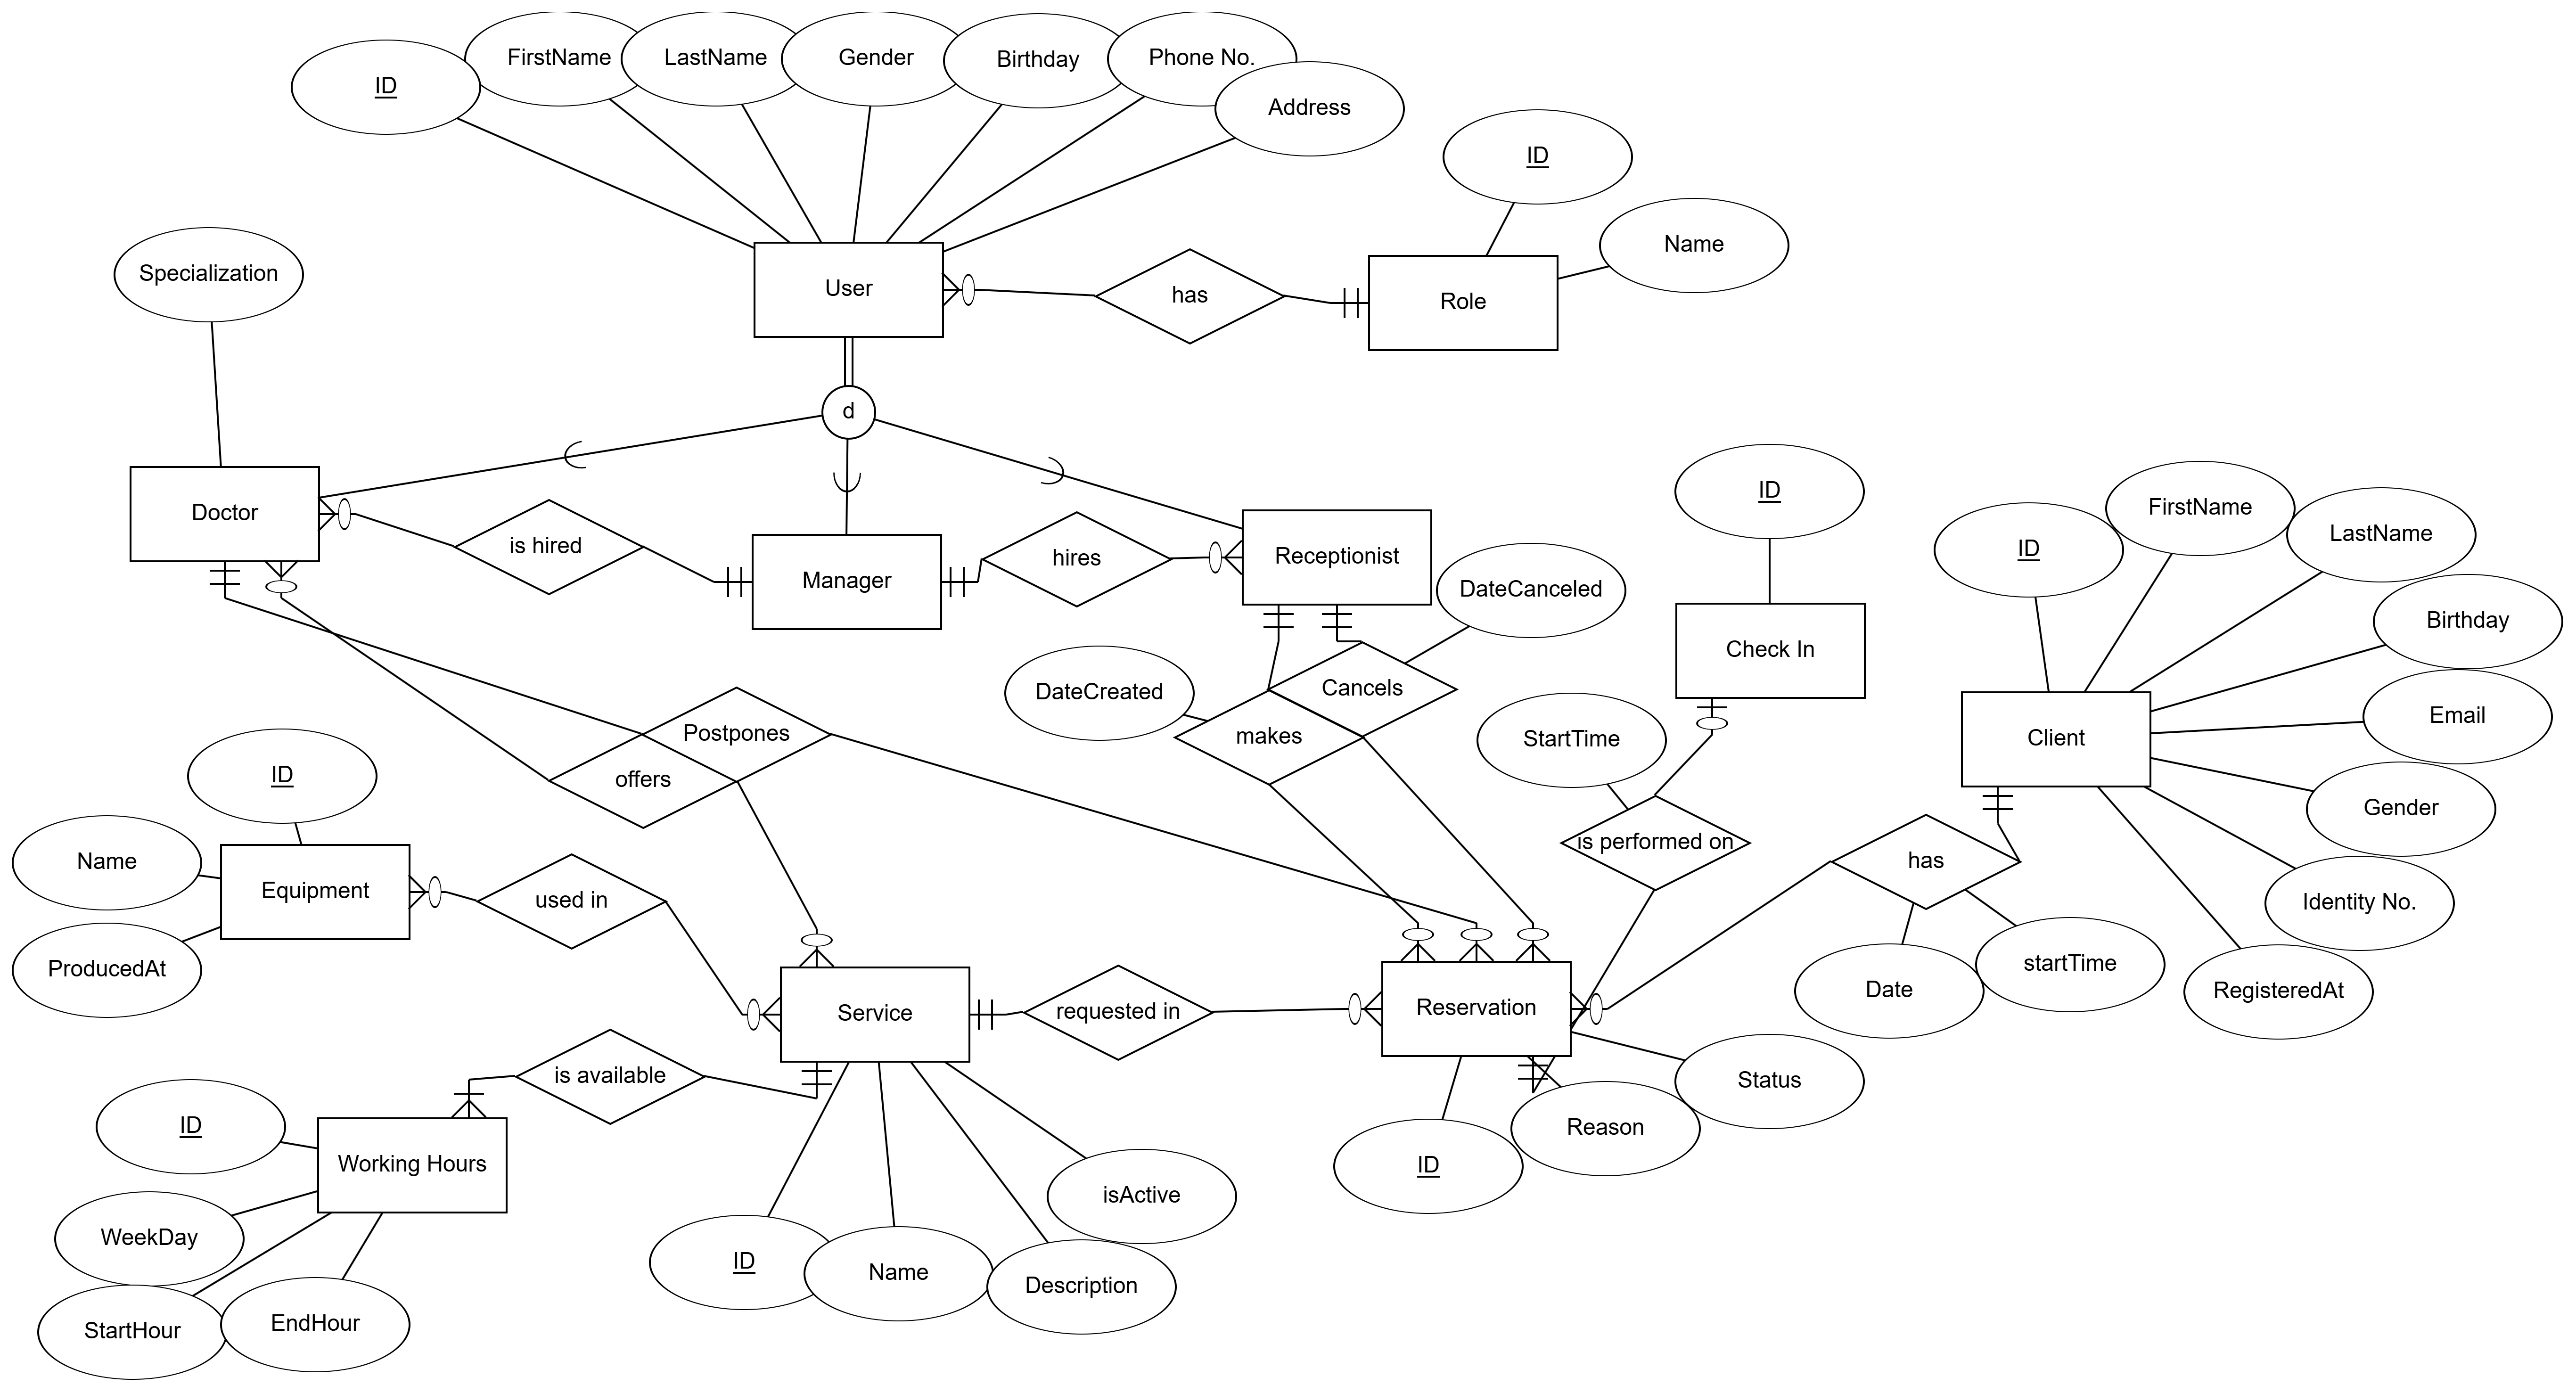 FirstName
LastName
Gender
Birthday
Phone No.
ID
Address
ID
Name
Specialization
User
has
Role
d
ID
FirstName
LastName
Doctor
is hired
Manager
hires
Receptionist
ID
DateCanceled
Birthday
Check In
DateCreated
Cancels
Email
Postpones
makes
StartTime
Client
ID
offers
Gender
is performed on
Name
Equipment
used in
has
Identity No.
ProducedAt
Service
requested in
Reservation
Date
startTime
RegisteredAt
is available
Status
ID
Reason
Working Hours
ID
isActive
WeekDay
ID
Name
Description
StartHour
EndHour